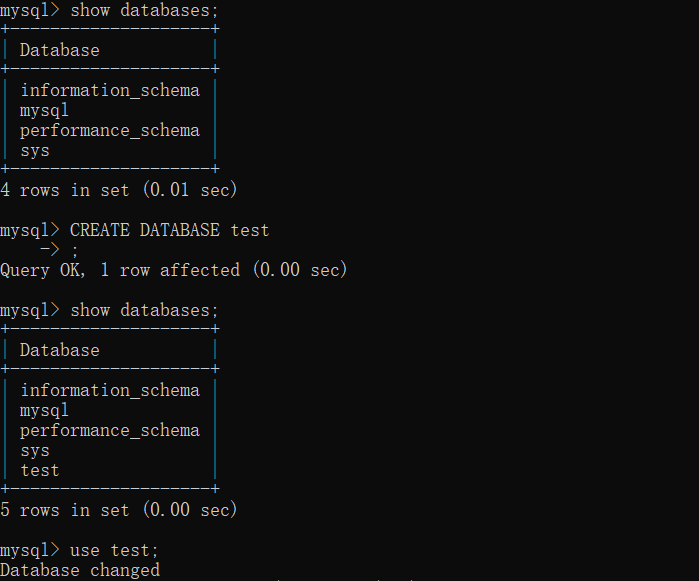 mysql> show databases;
+--------------------+
| Database           |
+--------------------+
| information_schema |
| mysql              |
| performance_schema |
| sys                |
+--------------------+
4 rows in set (0.01 sec)

mysql> CREATE DATABASE test
    -> ;
Query OK, 1 row affected (0.00 sec)

mysql> show databases;
+--------------------+
| Database           |
+--------------------+
| information_schema |
| mysql              |
| performance_schema |
| sys                |
| test               |
+--------------------+
5 rows in set (0.00 sec)

mysql> use test;
Database changed